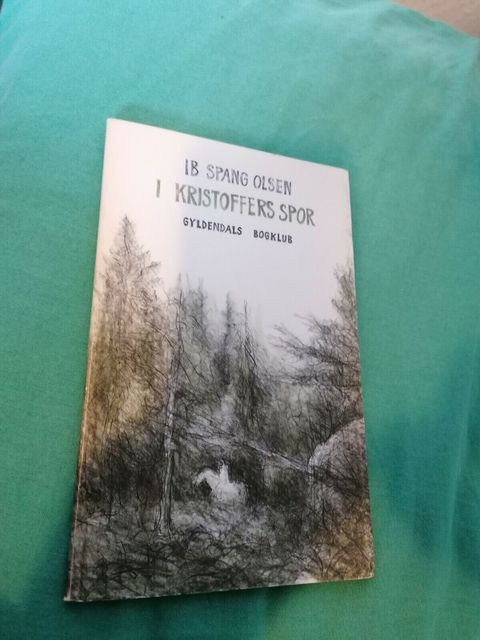 IB SPANG OLSEN
I KRISTOFFERS SPOR
GYLDENDALS BOGKLUB